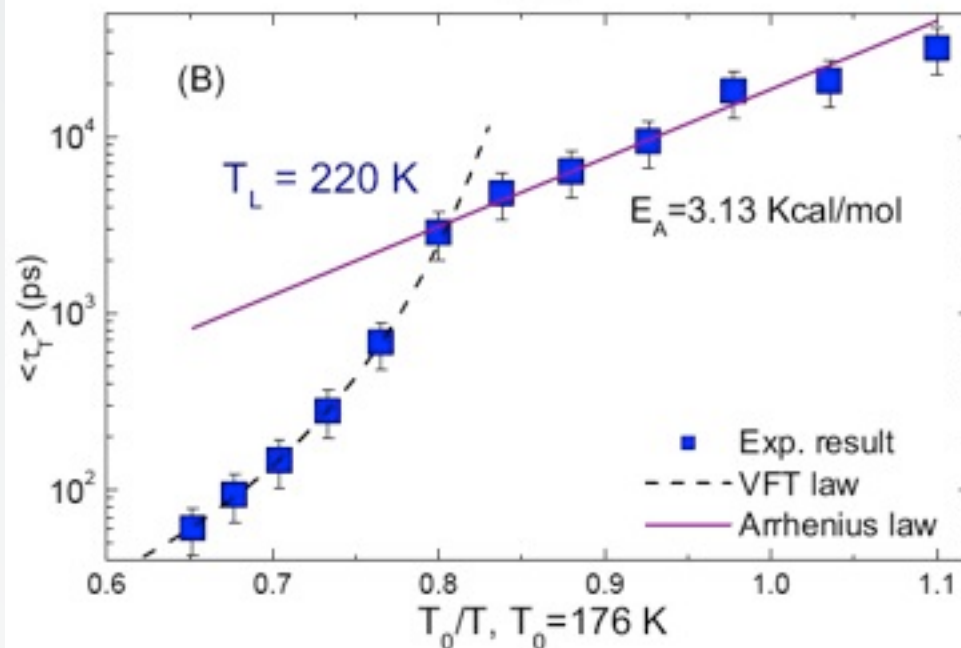 (B)
T_L = 220 K
E_A=3.13 Kcal/mol
Exp. result
VFT law
Arrhenius law
<τ_T> (ps)
10^4
10^3
10^2
0.6 0.7 0.8 0.9 1.0 1.1
T_0/T, T_0=176 K